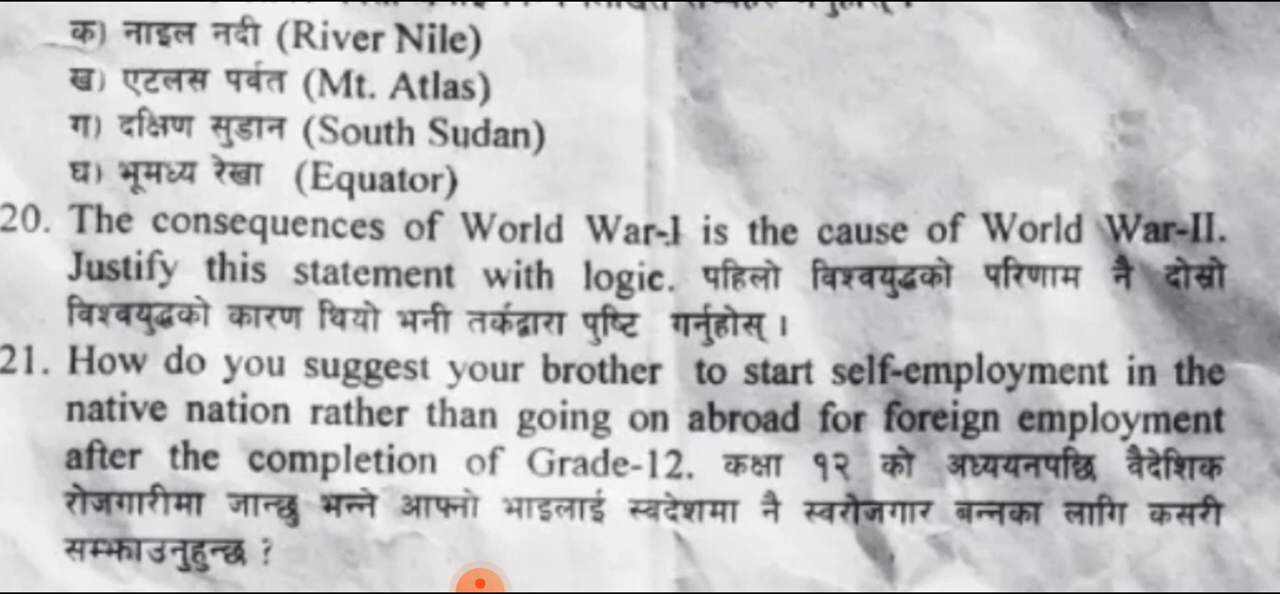 क) नाइल नदी (River Nile)
ख) एटलस पर्वत (Mt. Atlas)
ग) दक्षिण सुडान (South Sudan)
घ) भूमध्य रेखा (Equator)
20. The consequences of World War-I is the cause of World War-II.
Justify this statement with logic. पहिलो विश्वयुद्धको परिणाम नै दोस्रो
विश्वयुद्धको कारण थियो भनी तर्कद्वारा पुष्टि गर्नुहोस् ।
21. How do you suggest your brother to start self-employment in the
native nation rather than going on abroad for foreign employment
after the completion of Grade-12. कक्षा १२ को अध्ययनपछि वैदेशिक
रोजगारीमा जान्छु भन्ने आफ्नो भाइलाई स्वदेशमा नै स्वरोजगार बन्नका लागि कसरी
सम्झाउनुहुन्छ ?